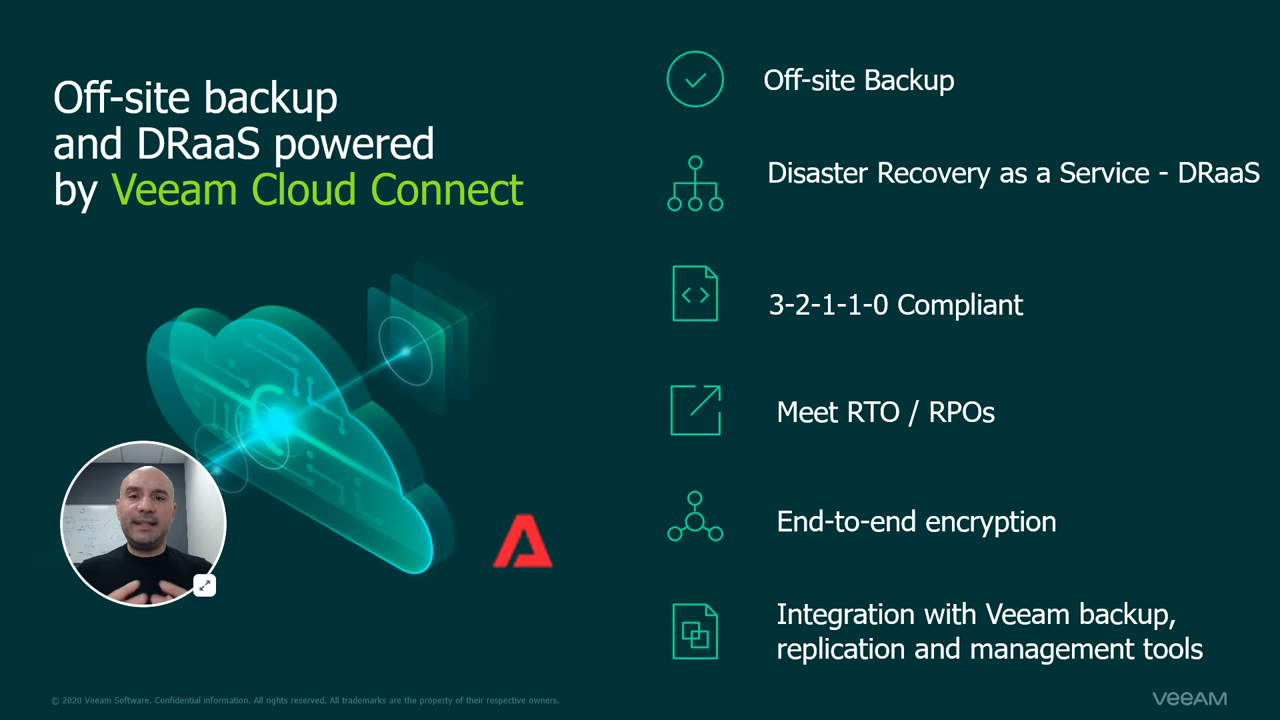 Off-site backup
and DRaaS powered
by Veeam Cloud Connect
Off-site Backup
Disaster Recovery as a Service - DRaaS
3-2-1-1-0 Compliant
Meet RTO / RPOs
End-to-end encryption
Integration with Veeam backup,
replication and management tools
© 2020 Veeam Software. Confidential information. All rights reserved. All trademarks are the property of their respective owners.
VEEAM